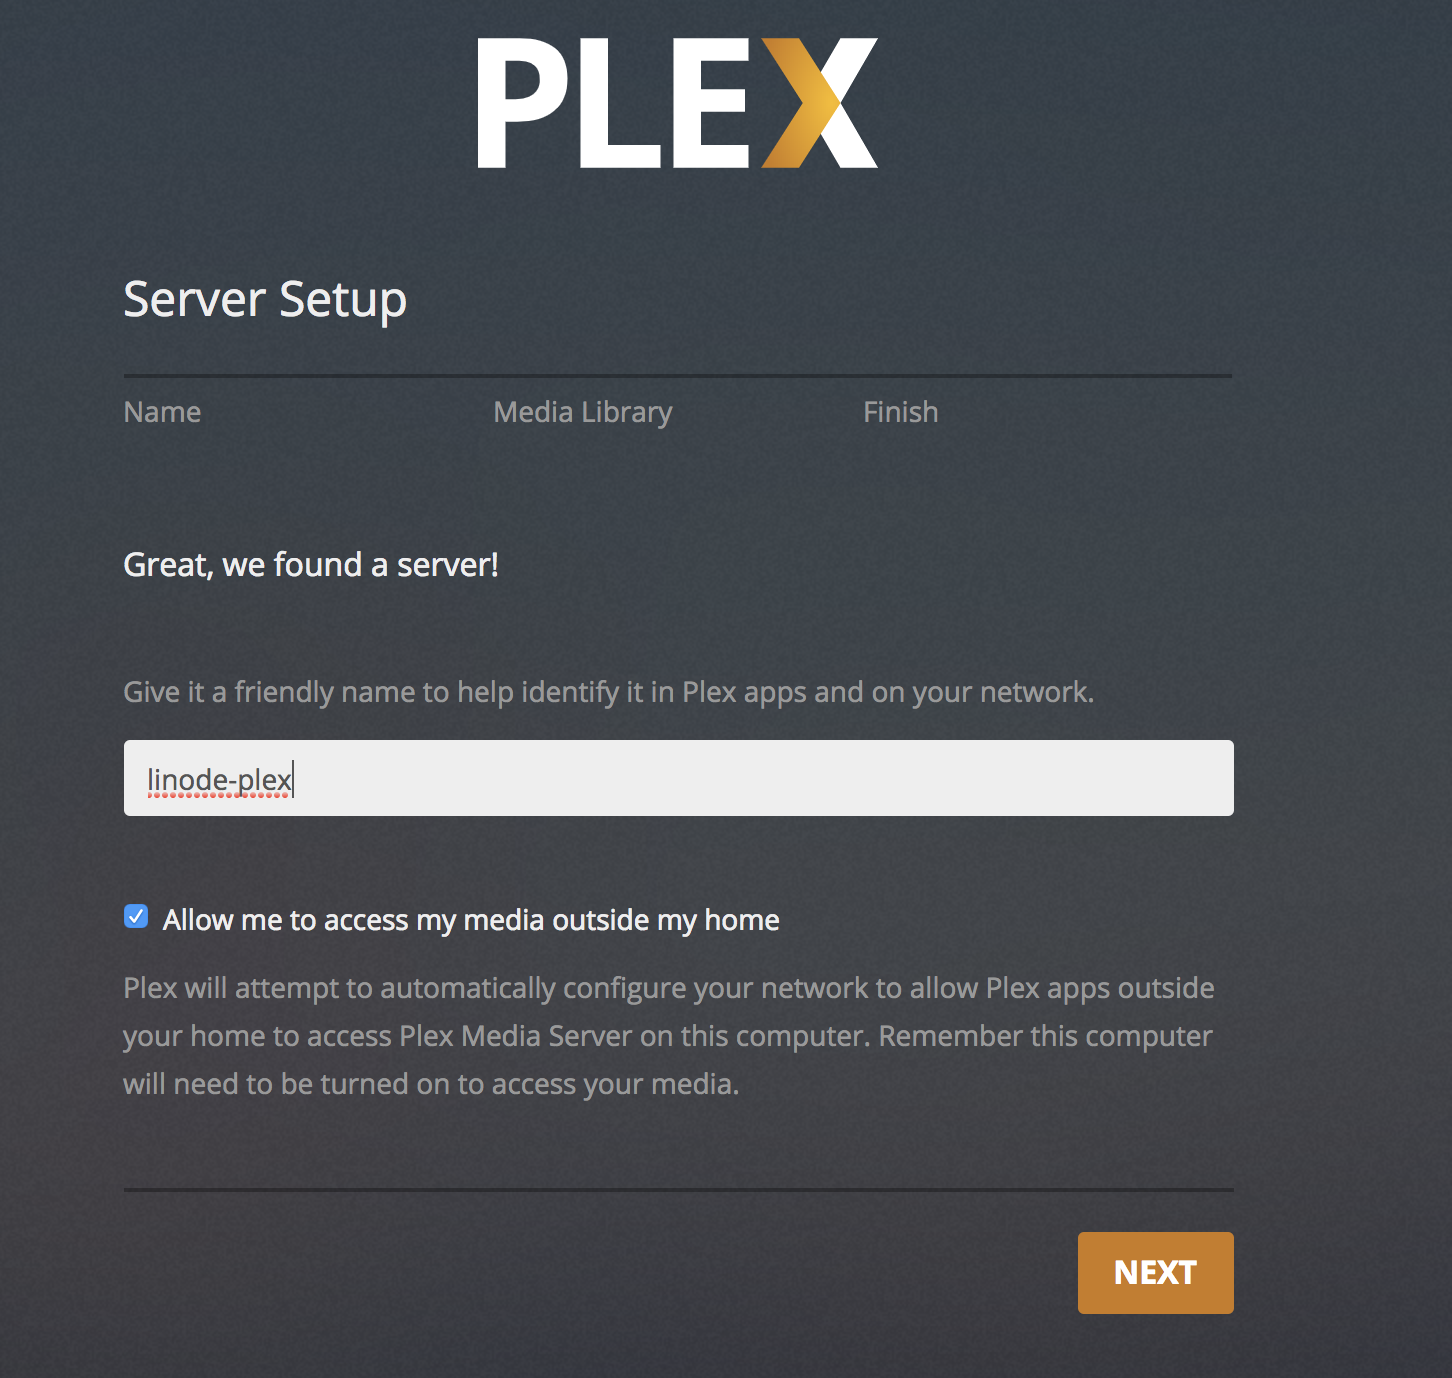 PLEX
Server Setup
Name Media Library Finish
Great, we found a server!
Give it a friendly name to help identify it in Plex apps and on your network.
linode-plex
Allow me to access my media outside my home
Plex will attempt to automatically configure your network to allow Plex apps outside
your home to access Plex Media Server on this computer. Remember this computer
will need to be turned on to access your media.
NEXT